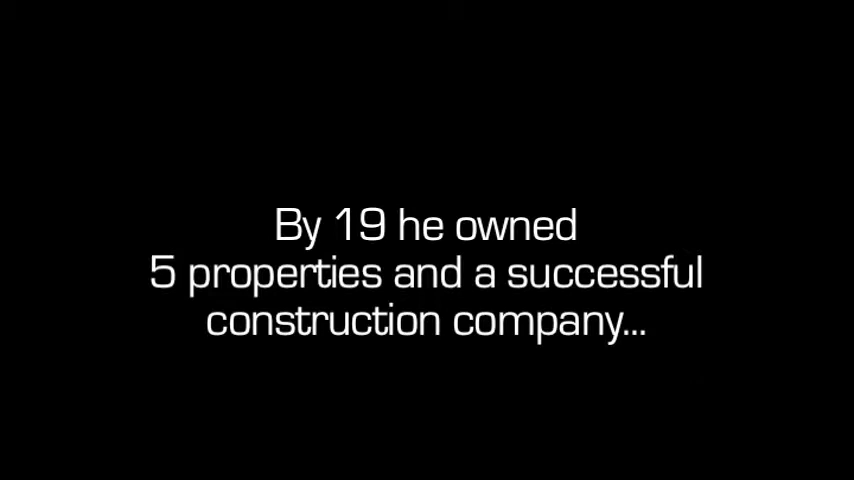 By 19 he owned
5 properties and a successful
construction company...